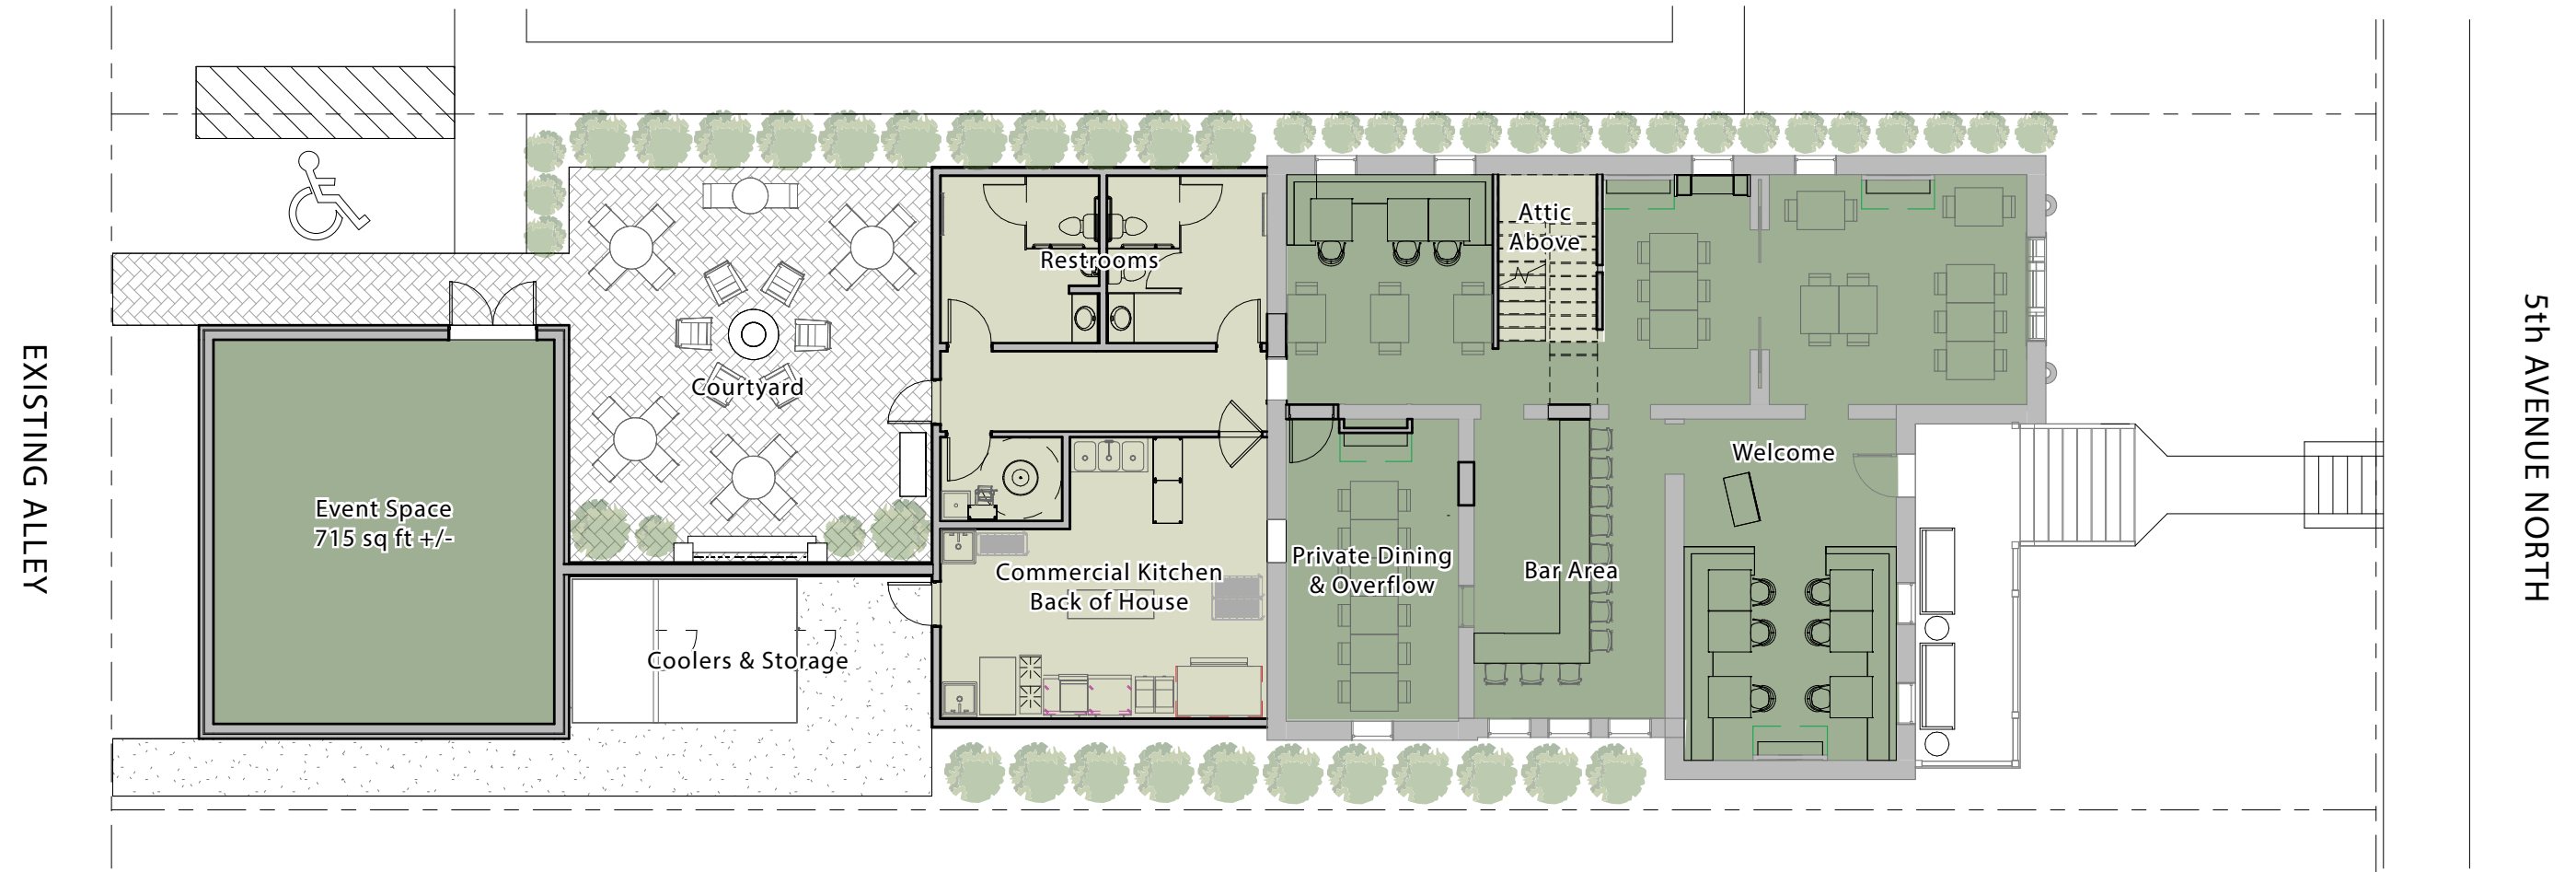 EXISTING ALLEY
Event Space
715 sq ft +/-
Courtyard
Coolers & Storage
Restrooms
Commercial Kitchen
Back of House
Private Dining
& Overflow
Attic
Above
Bar Area
Welcome
5th AVENUE NORTH